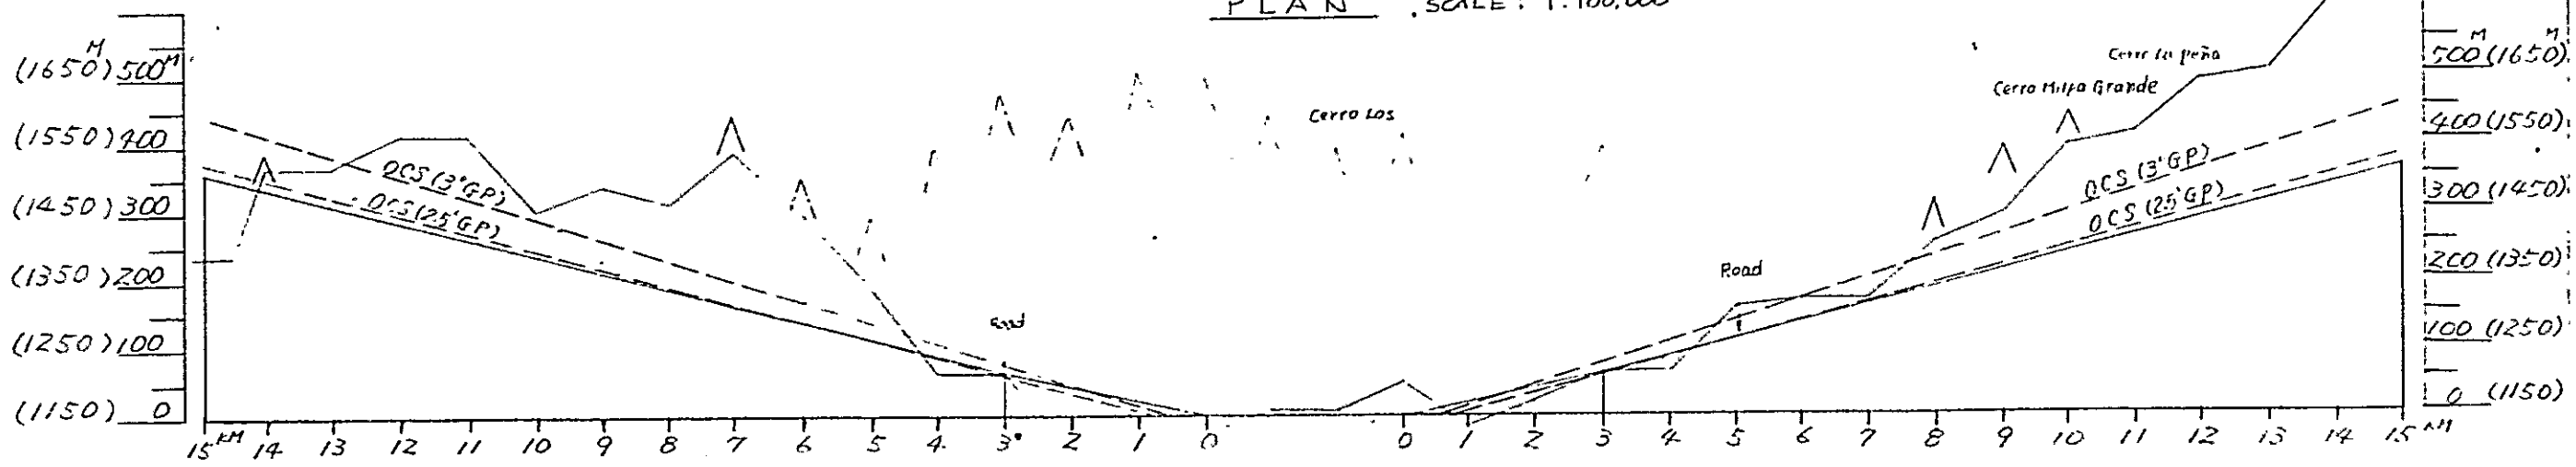 PLAN SCALE: 1:100,000
M M
(1650) 500
(1550) 400
(1450) 300
(1350) 200
(1250) 100
(1150) 0
OCS (3°GP)
OCS (2.5°GP)
Road
Cerro Los
Road
Cerro Milpa Grande
Cerro la peña
OCS (3°GP)
OCS (2.5°GP)
M M
500 (1650)
400 (1550)
300 (1450)
200 (1350)
100 (1250)
0 (1150)
15 KM 14 13 12 11 10 9 8 7 6 5 4 3 2 1 0 0 1 2 3 4 5 6 7 8 9 10 11 12 13 14 15 KM